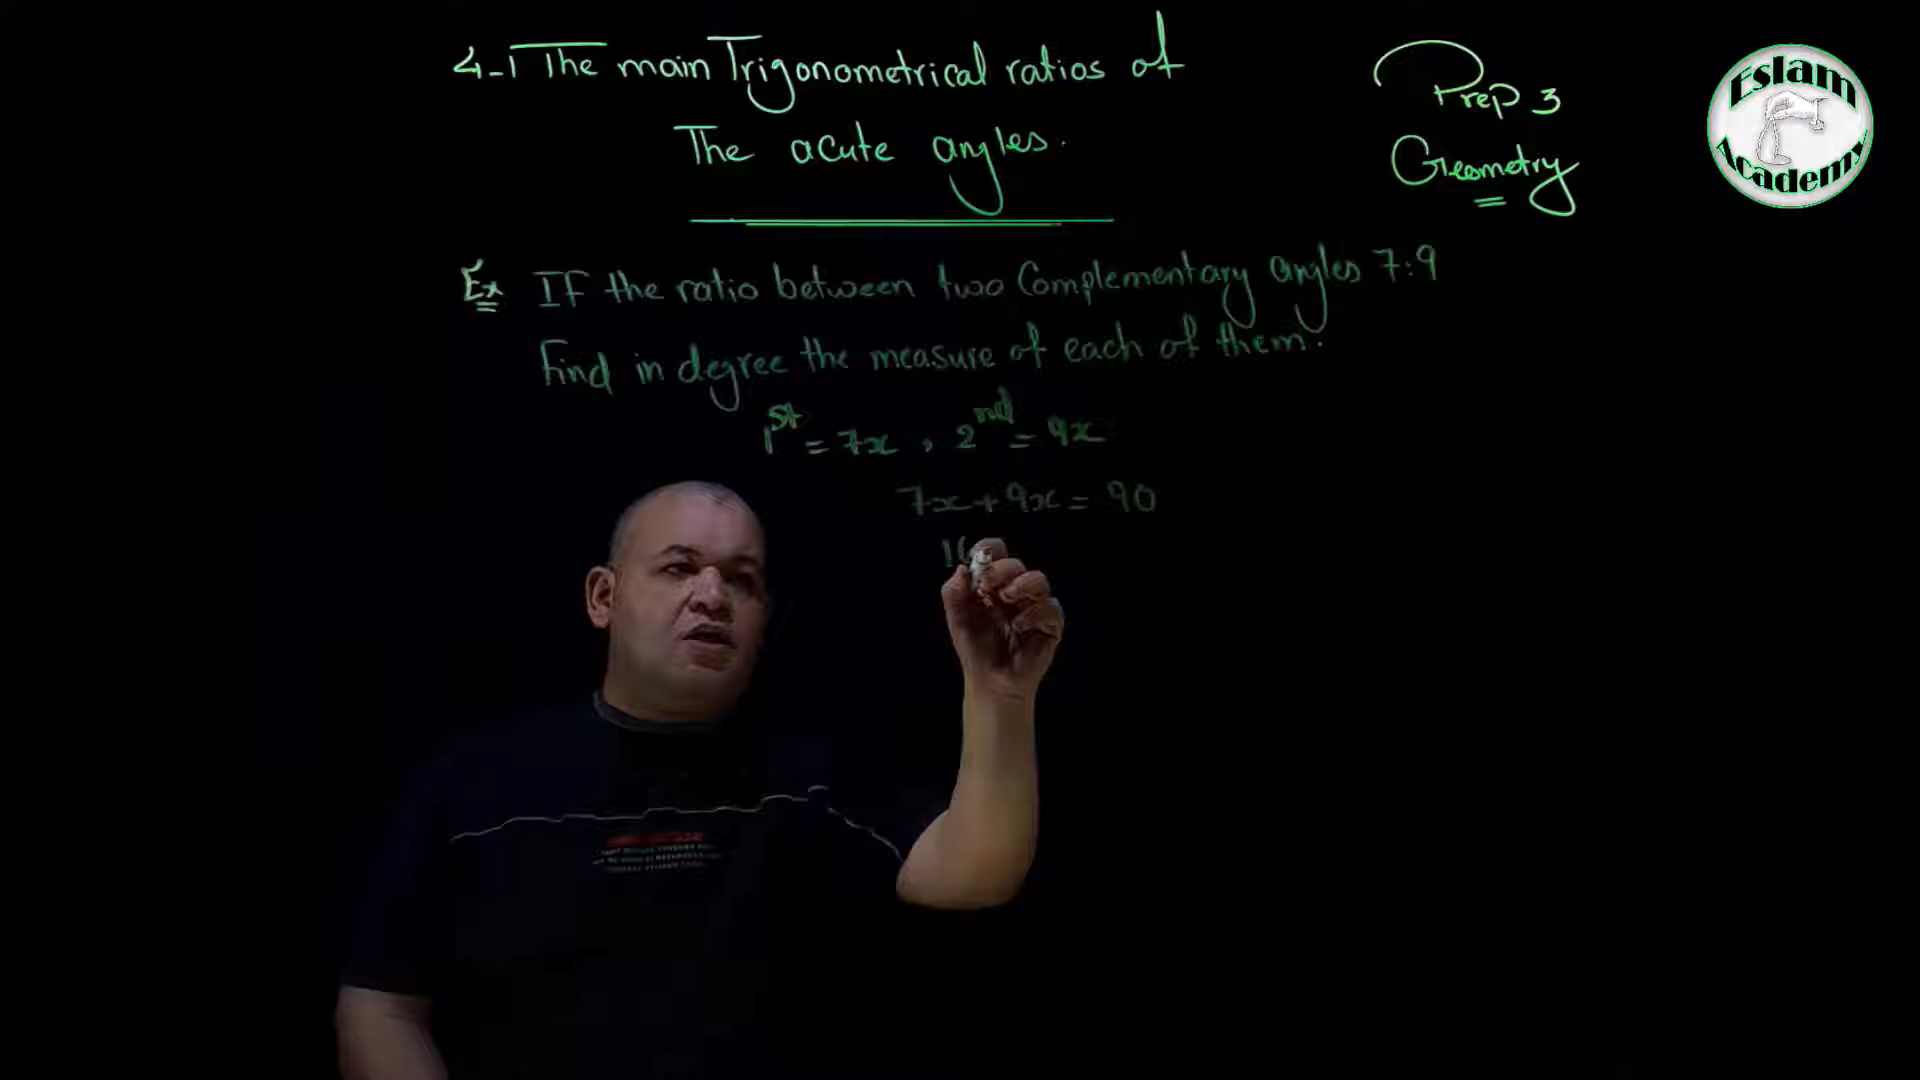 4-1 The main Trigonometrical ratios of
The acute angles.
Prep 3
Geometry
Eslam
Academy
Ex IF the ratio between two Complementary angles 7:9
Find in degree the measure of each of them.
1st = 7x , 2nd = 9x
7x + 9x = 90